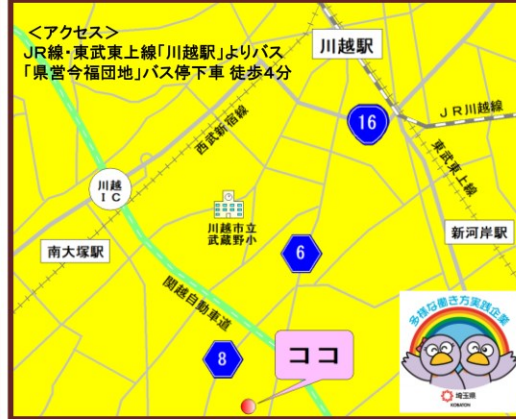 <アクセス>
JR線・東武東上線「川越駅」よりバス
「県営今福団地」バス停下車 徒歩4分
川越駅
16
JR川越線
西武新宿線
東武東上線
川越
IC
川越市立
武蔵野小
南大塚駅
新河岸駅
6
関越自動車道
8
ココ
多様な働き方実践企業
埼玉県
KOBATON